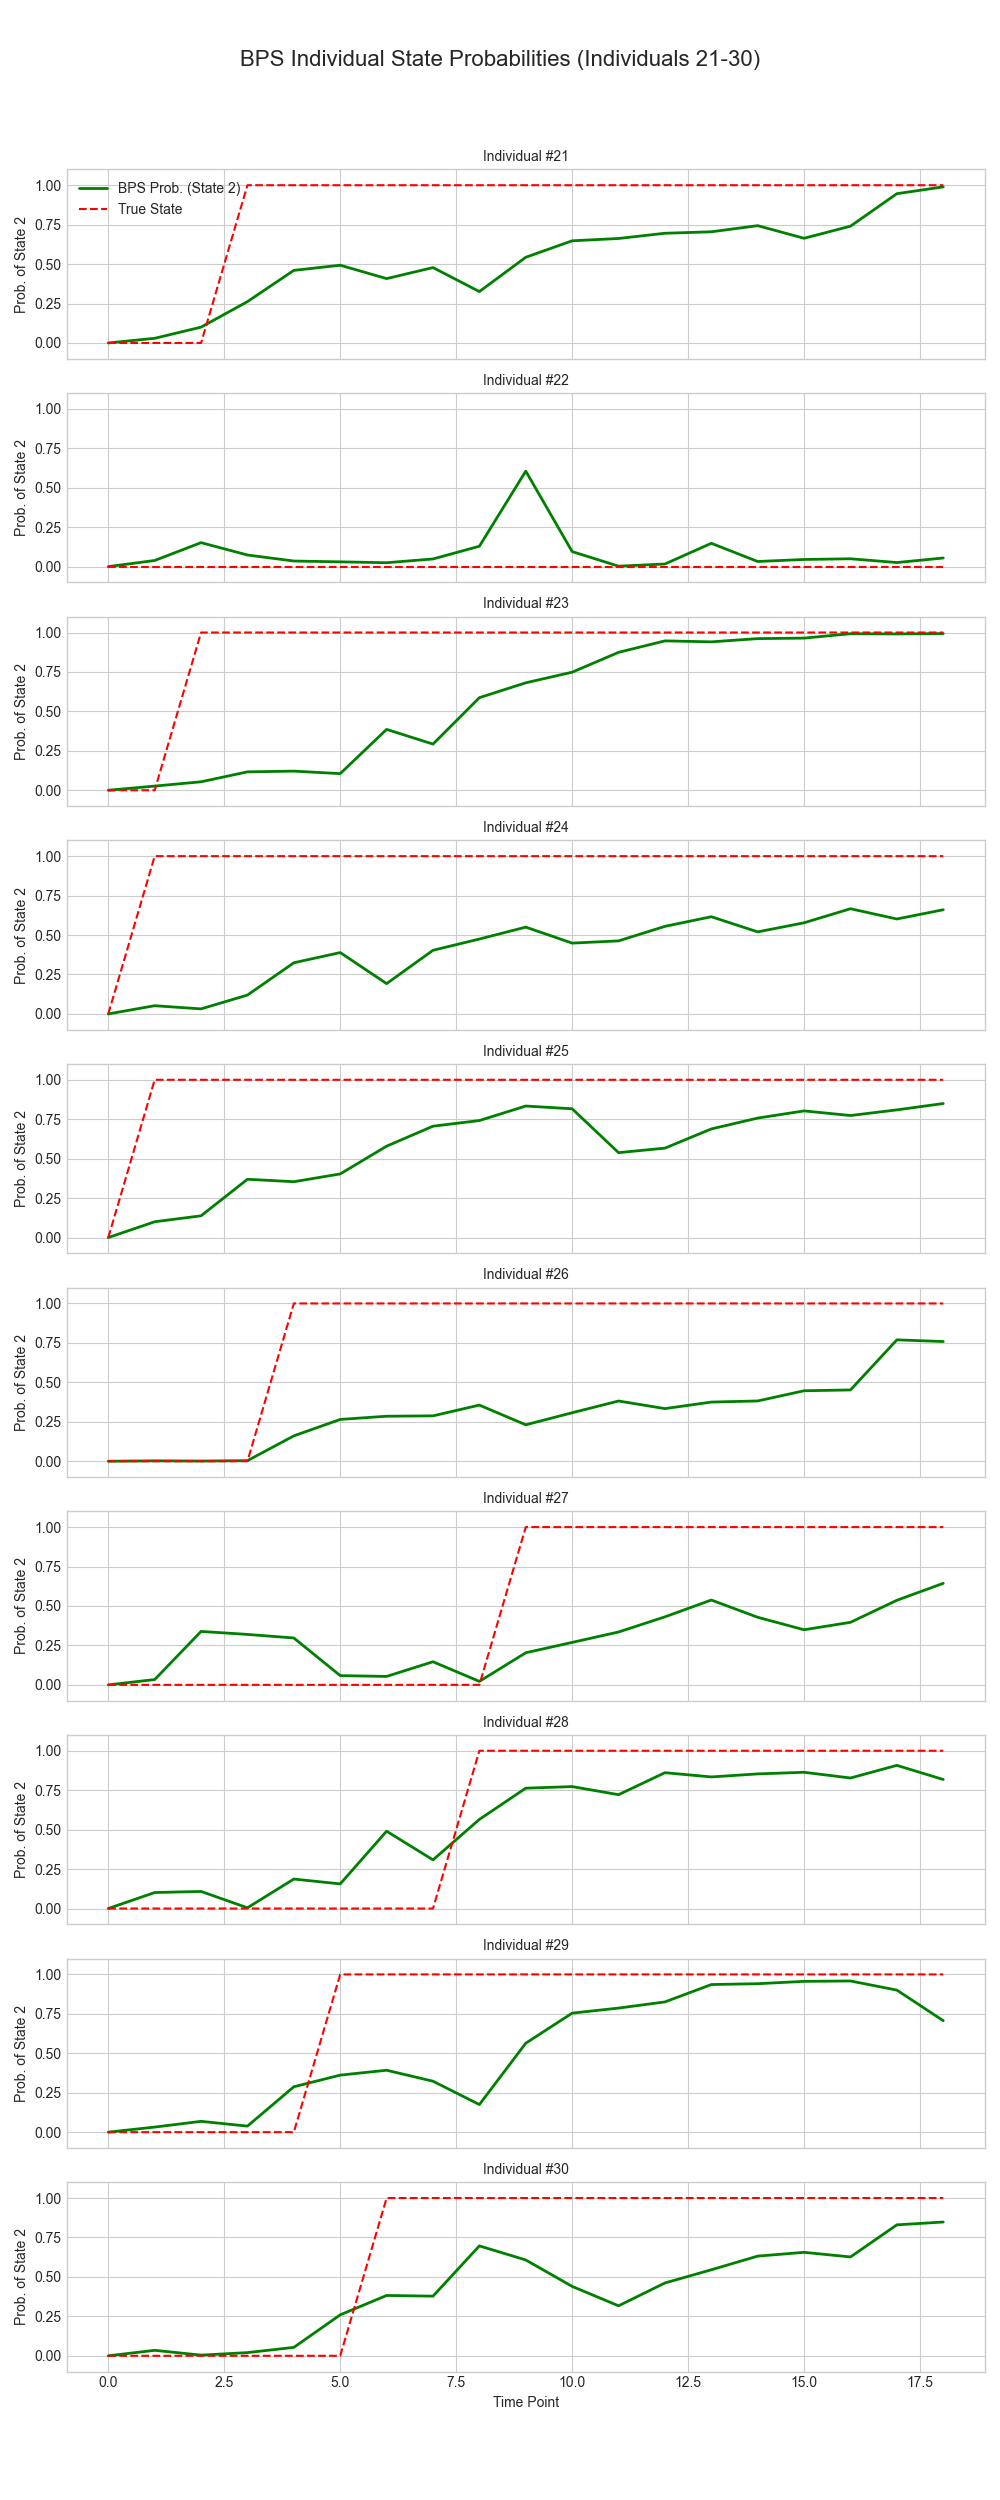 BPS Individual State Probabilities (Individuals 21-30)
Individual #21
1.00
0.75
0.50
0.25
0.00
Prob. of State 2
BPS Prob. (State 2)
True State
Individual #22
1.00
0.75
0.50
0.25
0.00
Prob. of State 2
Individual #23
1.00
0.75
0.50
0.25
0.00
Prob. of State 2
Individual #24
1.00
0.75
0.50
0.25
0.00
Prob. of State 2
Individual #25
1.00
0.75
0.50
0.25
0.00
Prob. of State 2
Individual #26
1.00
0.75
0.50
0.25
0.00
Prob. of State 2
Individual #27
1.00
0.75
0.50
0.25
0.00
Prob. of State 2
Individual #28
1.00
0.75
0.50
0.25
0.00
Prob. of State 2
Individual #29
1.00
0.75
0.50
0.25
0.00
Prob. of State 2
Individual #30
1.00
0.75
0.50
0.25
0.00
Prob. of State 2
0.0 2.5 5.0 7.5 10.0 12.5 15.0 17.5
Time Point